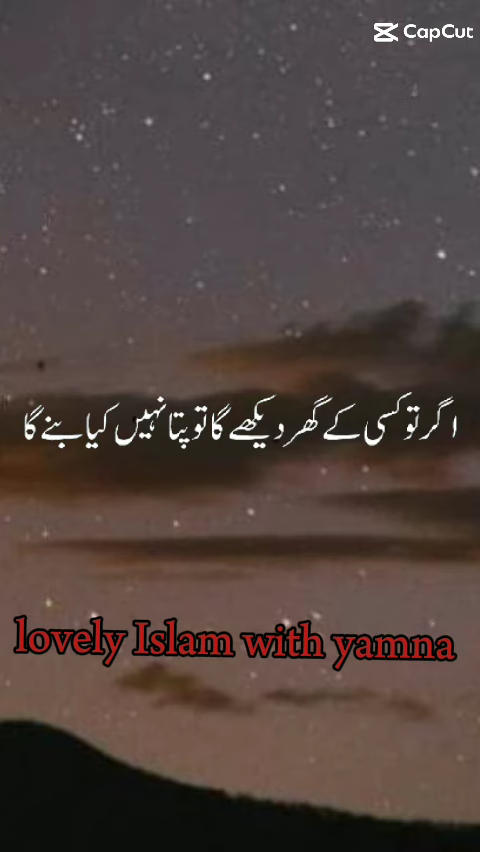 CapCut
اگر تو کسی کے گھر دیکھے گا تو پتا نہیں کیا بنے گا
lovely Islam with yamna